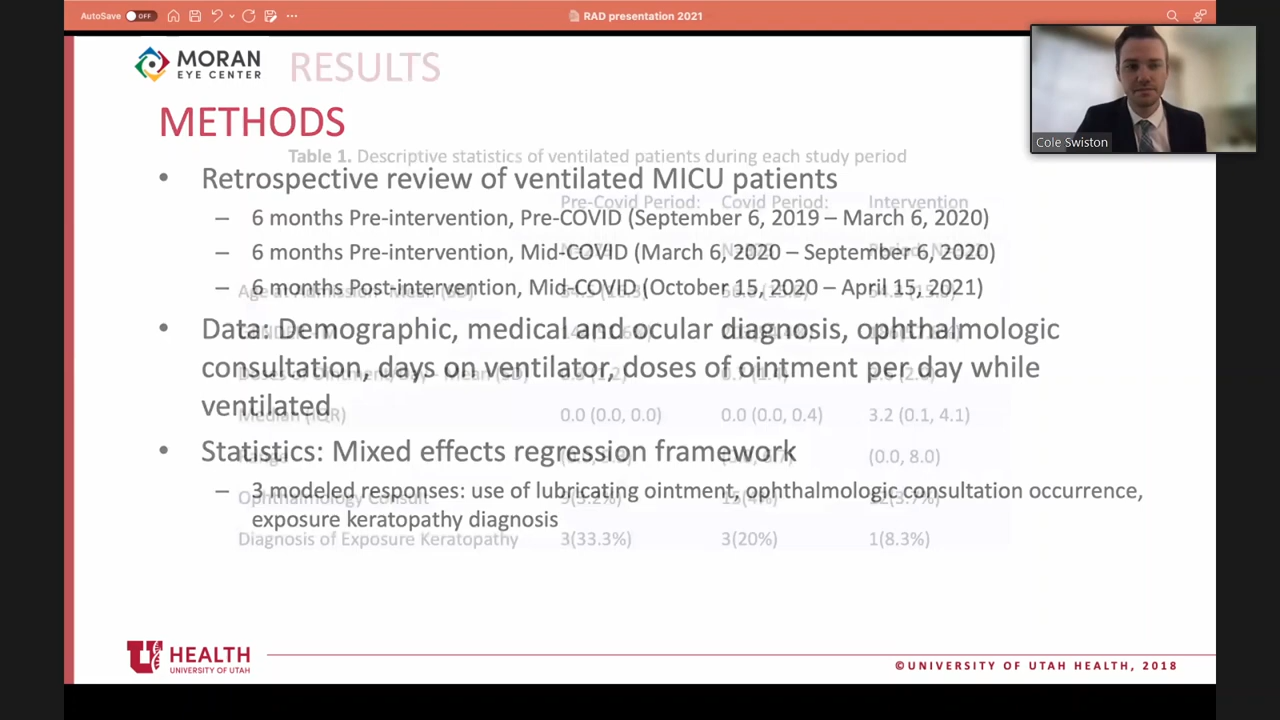 AutoSave OFF
RAD presentation 2021
MORAN
EYE CENTER
RESULTS
Cole Swiston
METHODS
Table 1. Descriptive statistics of ventilated patients during each study period
• Retrospective review of ventilated MICU patients
Pre-Covid Period: Covid Period: Intervention
– 6 months Pre-intervention, Pre-COVID (September 6, 2019 – March 6, 2020)
– 6 months Pre-intervention, Mid-COVID (March 6, 2020 – September 6, 2020)
– 6 months Post-intervention, Mid-COVID (October 15, 2020 – April 15, 2021)
• Data: Demographic, medical and ocular diagnosis, ophthalmologic
consultation, days on ventilator, doses of ointment per day while
ventilated
Median (IQR) 0.0 (0.0, 0.0) 0.0 (0.0, 0.4) 3.2 (0.1, 4.1)
• Statistics: Mixed effects regression framework
Range (0.0, 8.0)
– 3 modeled responses: use of lubricating ointment, ophthalmologic consultation occurrence,
exposure keratopathy diagnosis
Ophthalmology Consult
Diagnosis of Exposure Keratopathy 3(33.3%) 3(20%) 1(8.3%)
U HEALTH
UNIVERSITY OF UTAH
©UNIVERSITY OF UTAH HEALTH, 2018